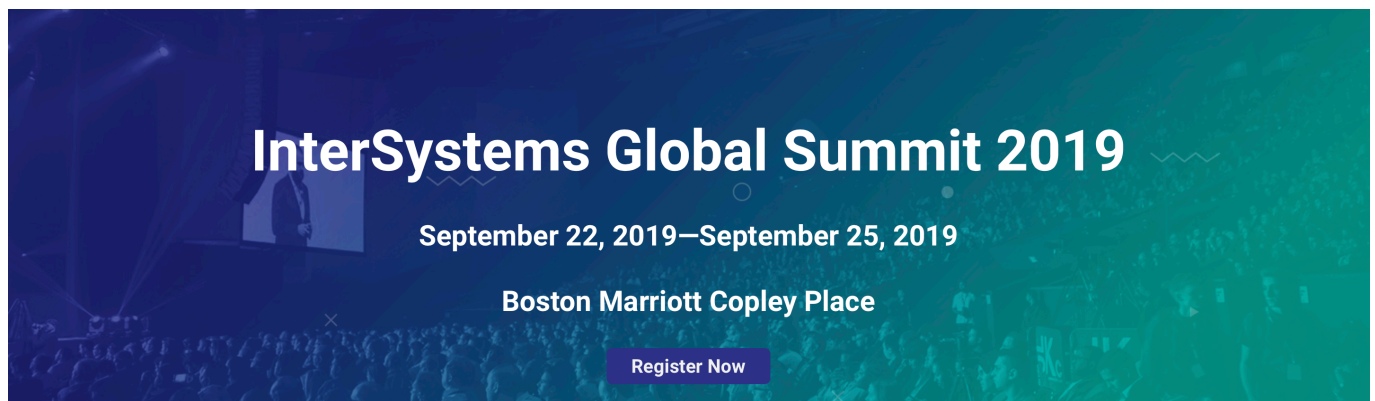 InterSystems Global Summit 2019
September 22, 2019—September 25, 2019
Boston Marriott Copley Place
Register Now